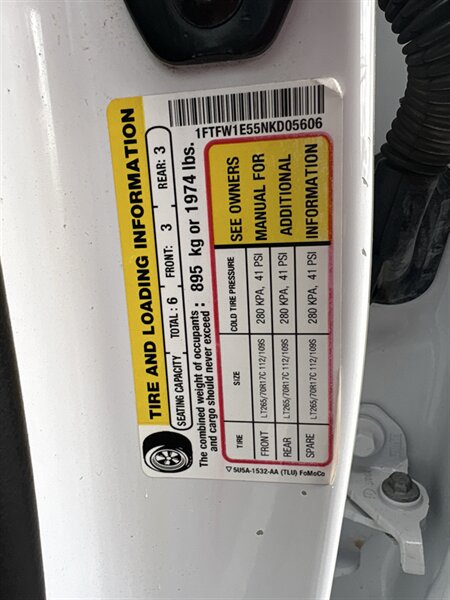 TIRE AND LOADING INFORMATION
SEATING CAPACITY TOTAL : 6 FRONT: 3 REAR: 3
The combined weight of occupants : 895 kg or 1974 lbs.
and cargo should never exceed :
TIRE SIZE COLD TIRE PRESSURE
FRONT LT265/70R17C 112/109S 280 KPA, 41 PSI
REAR LT265/70R17C 112/109S 280 KPA, 41 PSI
SPARE LT265/70R17C 112/109S 280 KPA, 41 PSI
SEE OWNERS
MANUAL FOR
ADDITIONAL
INFORMATION
5U5A-1532-AA (TLU) FoMoCo
1FTFW1E55NKD05606